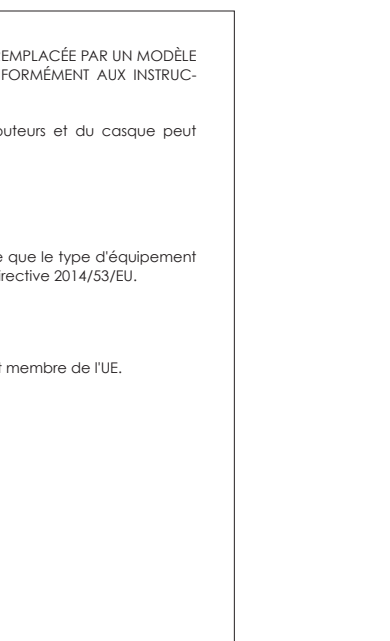 EMPLACÉE PAR UN MODÈLE
FORMÉMENT AUX INSTRUC-
outeurs et du casque peut
que le type d'équipement
rective 2014/53/EU.
membre de l'UE.